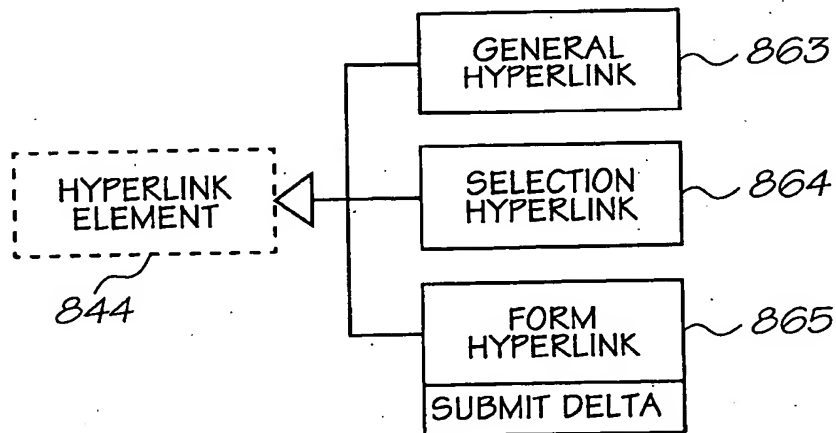 GENERAL
HYPERLINK
863
HYPERLINK
ELEMENT
844
SELECTION
HYPERLINK
864
FORM
HYPERLINK
865
SUBMIT DELTA